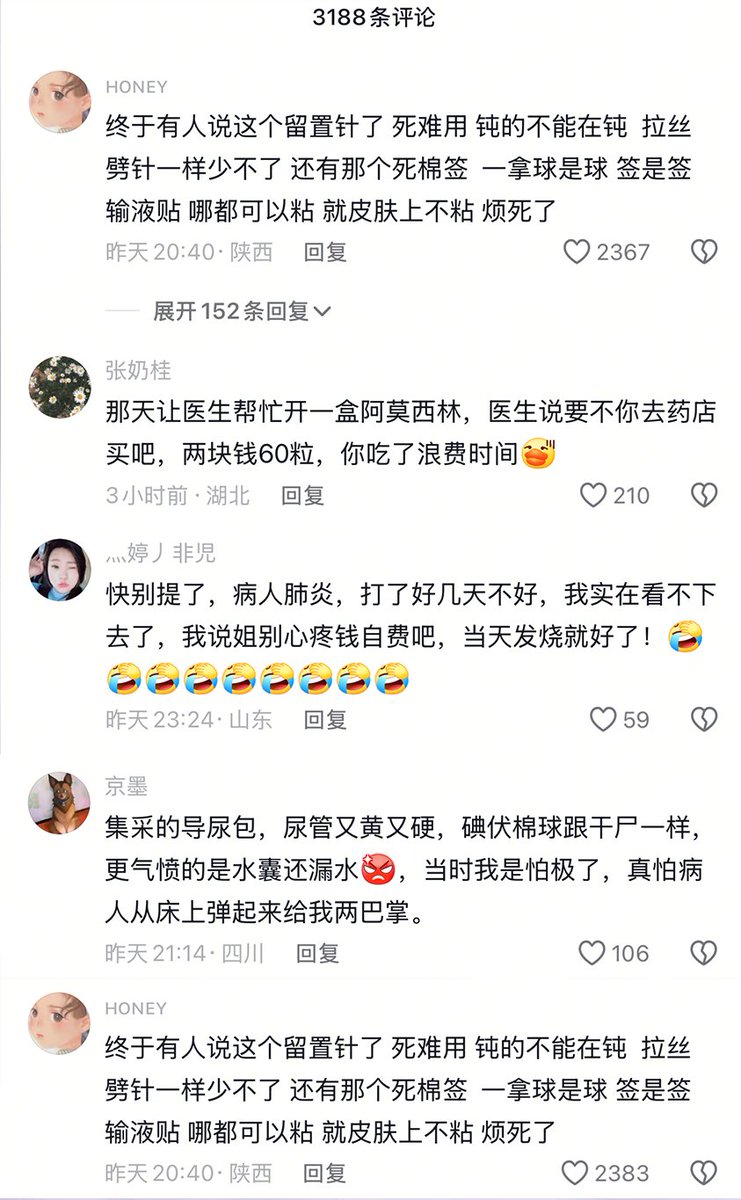 3188条评论
HONEY
终于有人说这个留置针了 死难用 钝的不能在钝 拉丝
劈针一样少不了 还有那个死棉签 一拿球是球 签是签
输液贴 哪都可以粘 就皮肤上不粘 烦死了
昨天20:40·陕西 回复 2367
展开152条回复
张奶桂
那天让医生帮忙开一盒阿莫西林，医生说要不你去药店
买吧，两块钱60粒，你吃了浪费时间
3小时前·湖北 回复 210
灬婷丿非児
快别提了，病人肺炎，打了好几天不好，我实在看不下
去了，我说姐别心疼钱自费吧，当天发烧就好了！🤣
🤣🤣🤣🤣🤣🤣🤣🤣
昨天23:24·山东 回复 59
京墨
集采的导尿包，尿管又黄又硬，碘伏棉球跟干尸一样，
更气愤的是水囊还漏水😡，当时我是怕极了，真怕病
人从床上弹起来给我两巴掌。
昨天21:14·四川 回复 106
HONEY
终于有人说这个留置针了 死难用 钝的不能在钝 拉丝
劈针一样少不了 还有那个死棉签 一拿球是球 签是签
输液贴 哪都可以粘 就皮肤上不粘 烦死了
昨天20:40·陕西 回复 2383